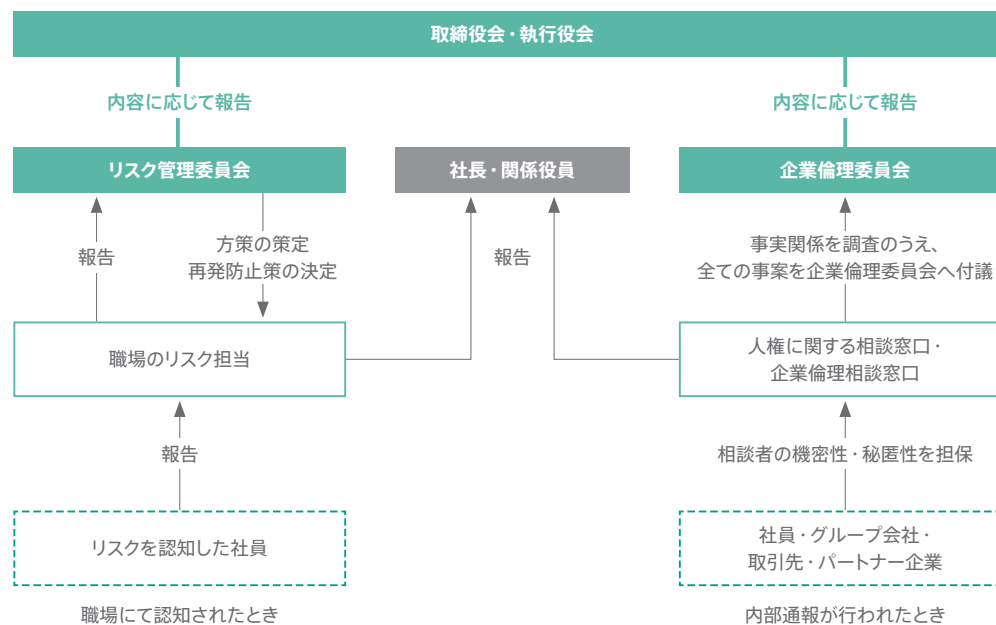 取締役会・執行役会
内容に応じて報告
内容に応じて報告
リスク管理委員会
社長・関係役員
企業倫理委員会
報告
方策の策定
再発防止策の決定
報告
事実関係を調査のうえ、
全ての事案を企業倫理委員会へ付議
職場のリスク担当
人権に関する相談窓口・
企業倫理相談窓口
報告
相談者の機密性・秘匿性を担保
リスクを認知した社員
社員・グループ会社・
取引先・パートナー企業
職場にて認知されたとき
内部通報が行われたとき